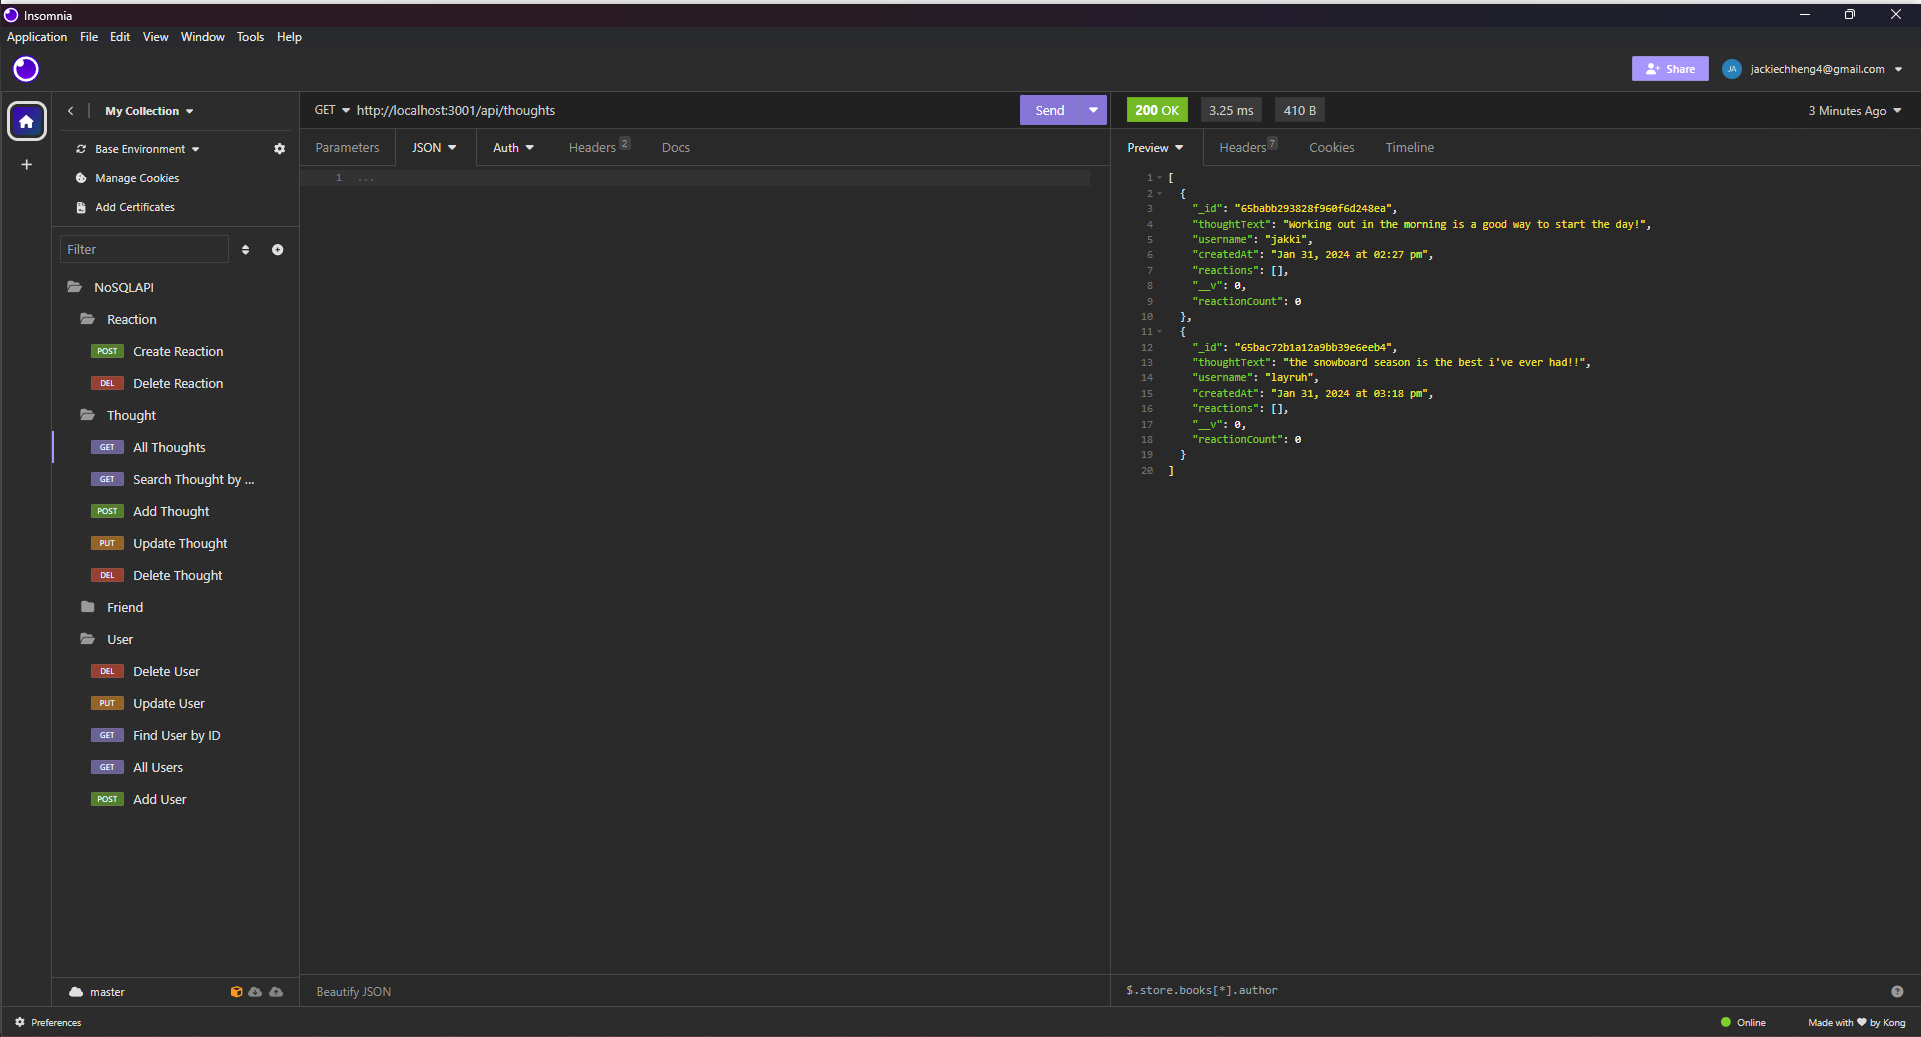 Insomnia
Application File Edit View Window Tools Help
Share JA jackiechheng4@gmail.com
My Collection
Base Environment
Manage Cookies
Add Certificates
Filter
NoSQLAPI
Reaction
POST Create Reaction
DEL Delete Reaction
Thought
GET All Thoughts
GET Search Thought by ...
POST Add Thought
PUT Update Thought
DEL Delete Thought
Friend
User
DEL Delete User
PUT Update User
GET Find User by ID
GET All Users
POST Add User
master
GET http://localhost:3001/api/thoughts Send
Parameters JSON Auth Headers 2 Docs
1 ...
Beautify JSON
200 OK 3.25 ms 410 B 3 Minutes Ago
Preview Headers 7 Cookies Timeline
1 [
2 {
3 "_id": "65babb293828f960f6d248ea",
4 "thoughtText": "Working out in the morning is a good way to start the day!",
5 "username": "jakki",
6 "createdAt": "Jan 31, 2024 at 02:27 pm",
7 "reactions": [],
8 "__v": 0,
9 "reactionCount": 0
10 },
11 {
12 "_id": "65bac72b1a12a9bb39e6eeb4",
13 "thoughtText": "the snowboard season is the best i've ever had!!",
14 "username": "layruh",
15 "createdAt": "Jan 31, 2024 at 03:18 pm",
16 "reactions": [],
17 "__v": 0,
18 "reactionCount": 0
19 }
20 ]
$.store.books[*].author
Preferences
Online Made with ♥ by Kong